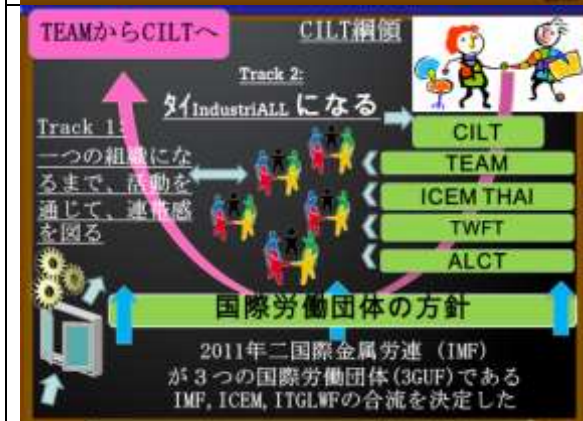 TEAMからCILTへ
CILT綱領
Track 2:
タイIndustriALL になる
Track 1:
一つの組織にな
るまで、活動を
通じて、連帯感
を図る
CILT
TEAM
ICEM THAI
TWFT
ALCT
国際労働団体の方針
2011年ニ国際金属労連（IMF）
が３つの国際労働団体(3GUF)である
IMF,ICEM,ITGLWFの合流を決定した